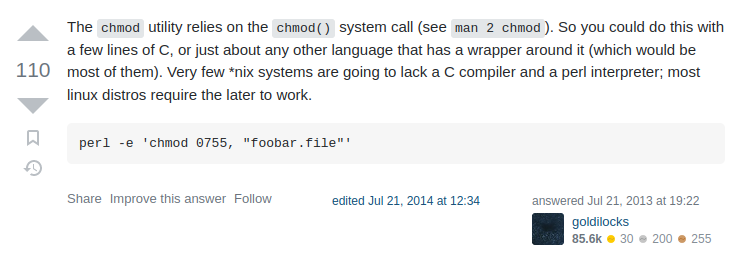 The chmod utility relies on the chmod() system call (see man 2 chmod). So you could do this with
a few lines of C, or just about any other language that has a wrapper around it (which would be
110
most of them). Very few *nix systems are going to lack a C compiler and a perl interpreter; most
linux distros require the later to work.
perl -e 'chmod 0755, "foobar.file"'
Share Improve this answer Follow
edited Jul 21, 2014 at 12:34
answered Jul 21, 2013 at 19:22
goldilocks
85.6k 30 200 255